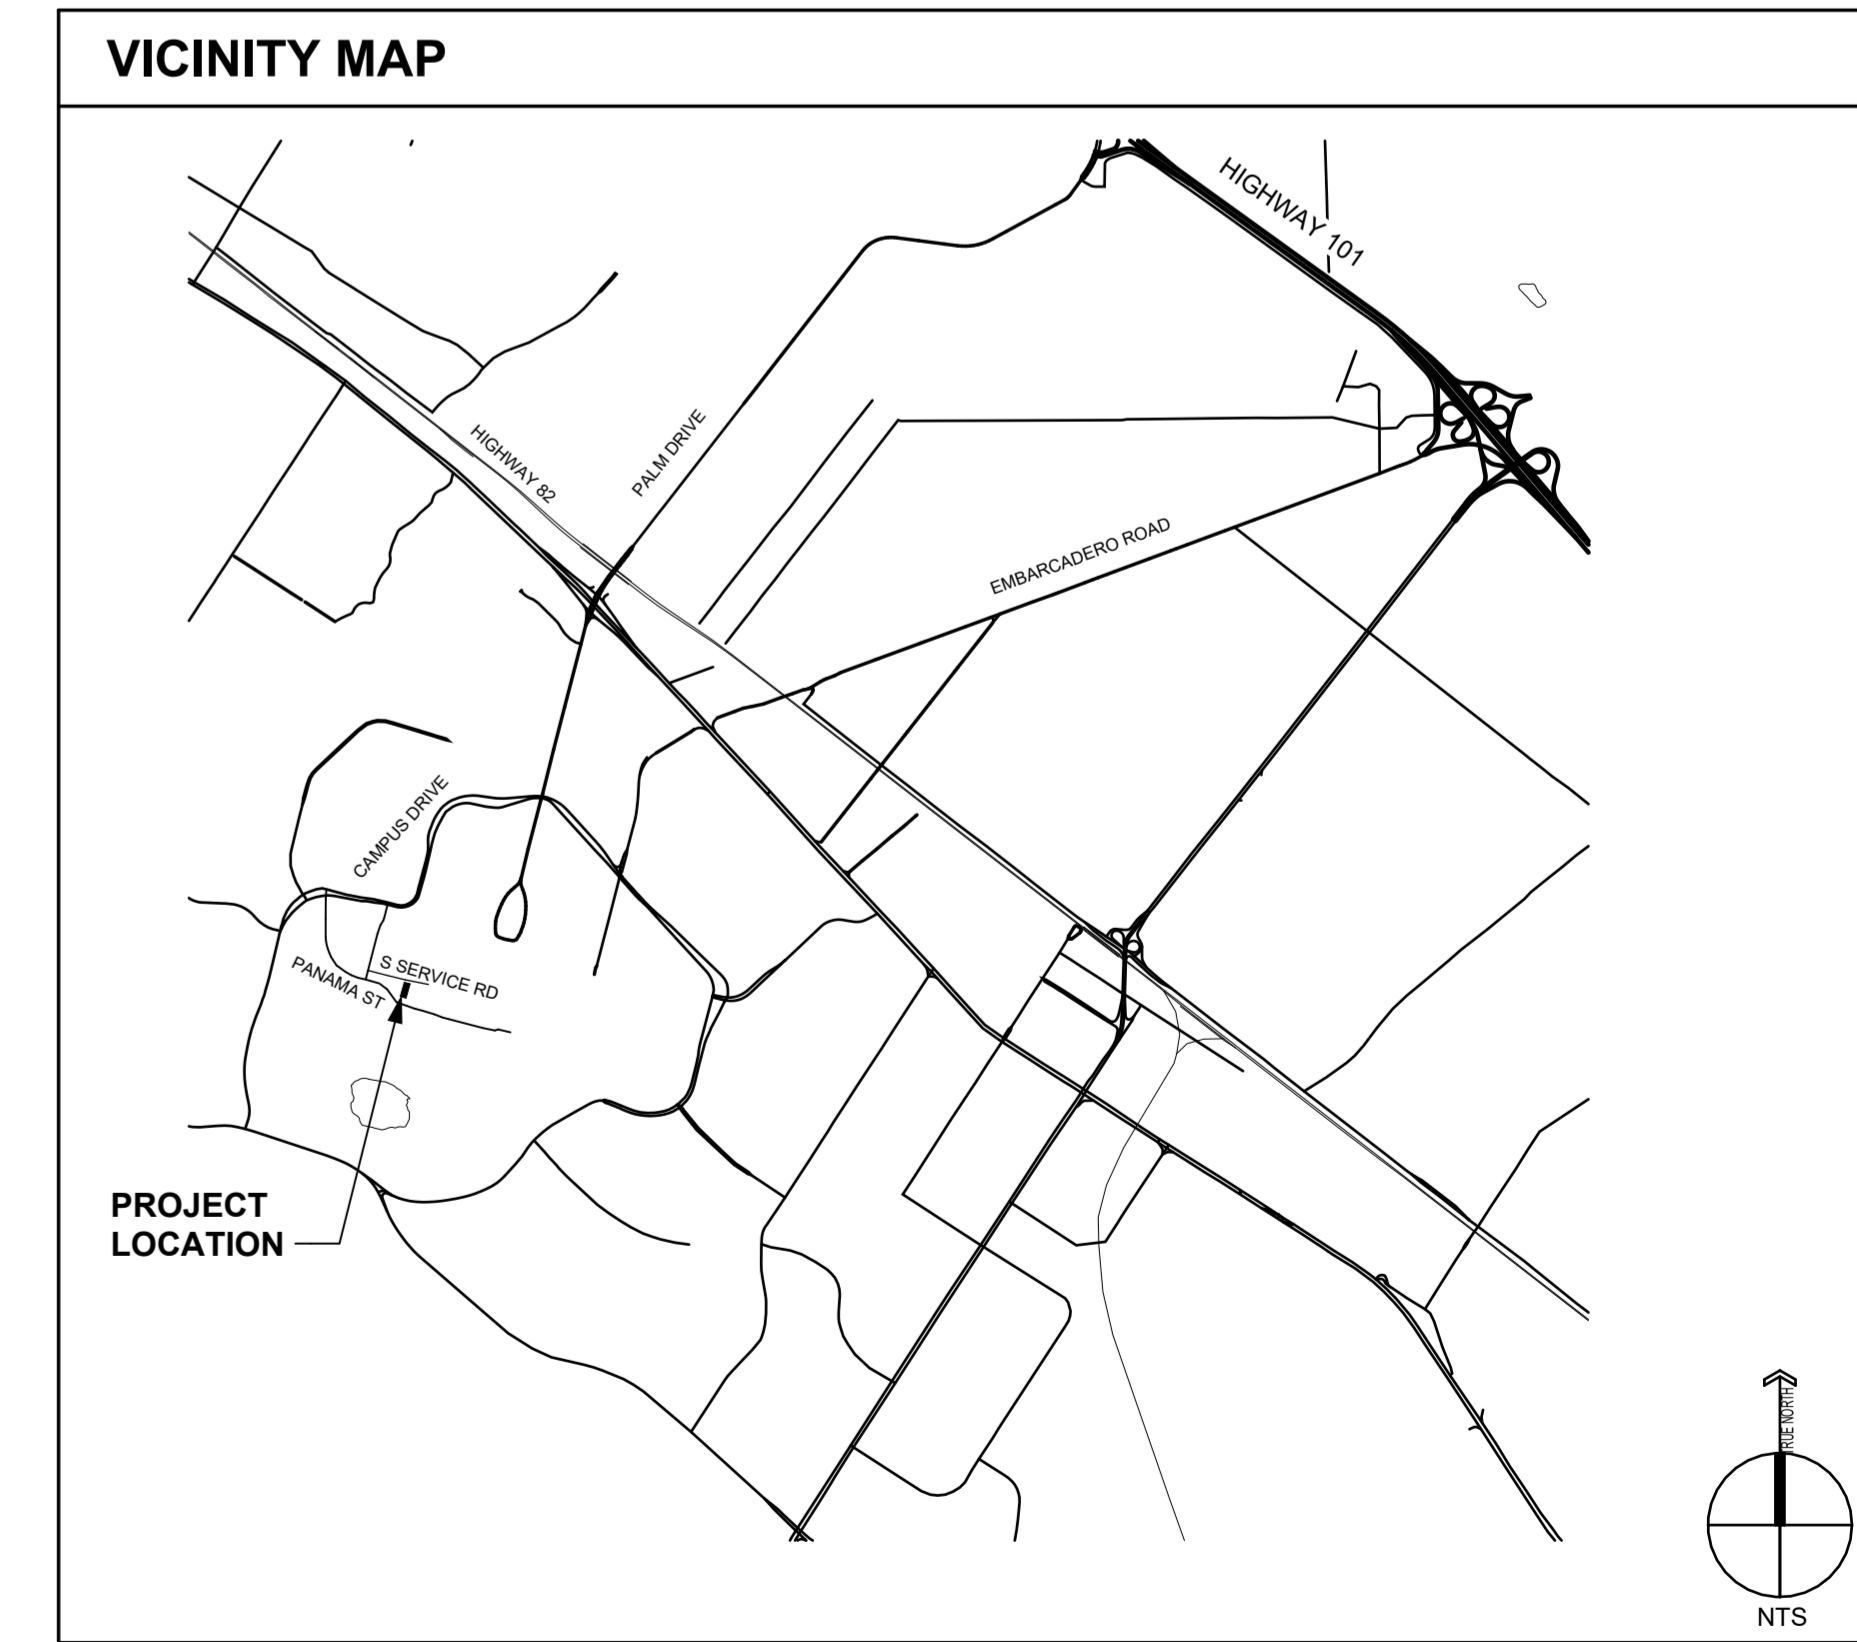 VICINITY MAP
HIGHWAY 101
HIGHWAY 82
PALM DRIVE
EMBARCADERO ROAD
CAMPUS DRIVE
S SERVICE RD
PANAMA ST
PROJECT
LOCATION
TRUE NORTH
NTS